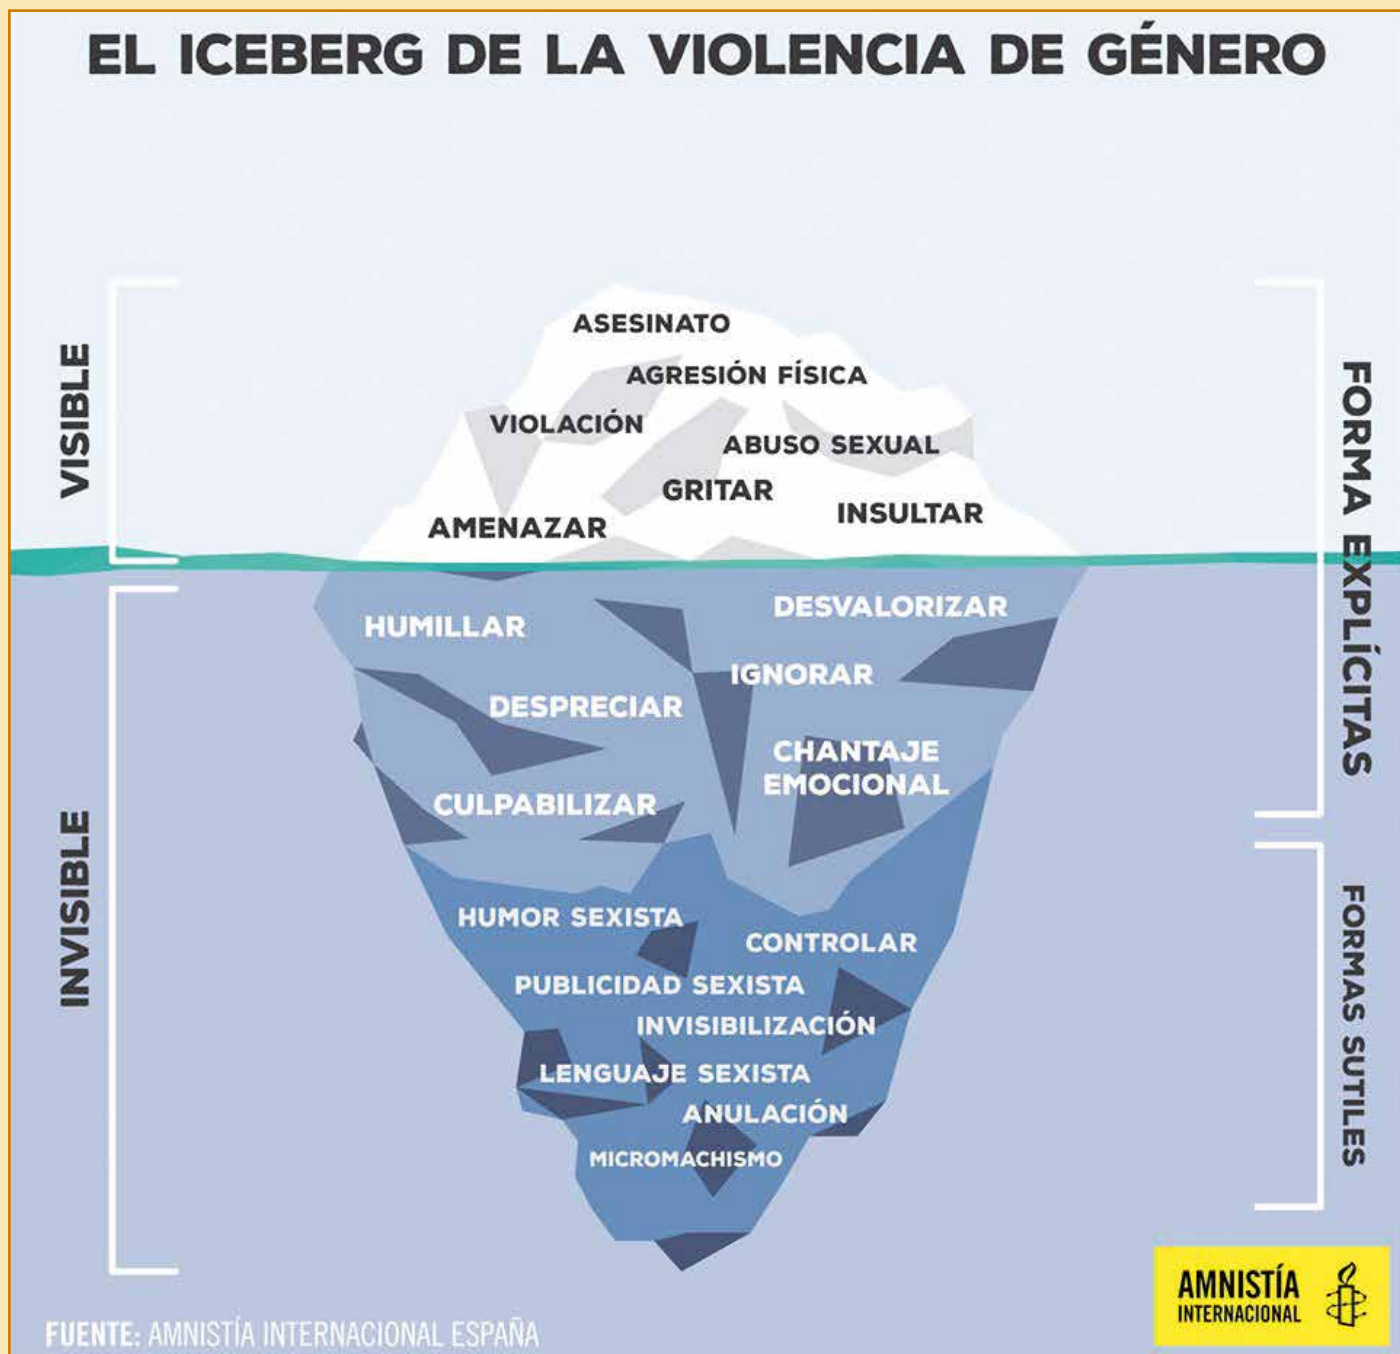 EL ICEBERG DE LA VIOLENCIA DE GÉNERO
VISIBLE
FORMA EXPLÍCITAS
ASESINATO
AGRESIÓN FÍSICA
VIOLACIÓN
ABUSO SEXUAL
GRITAR
INSULTAR
AMENAZAR
INVISIBLE
DESVALORIZAR
HUMILLAR
IGNORAR
DESPRECIAR
CHANTAJE
EMOCIONAL
CULPABILIZAR
FORMAS SUTILES
HUMOR SEXISTA
CONTROLAR
PUBLICIDAD SEXISTA
INVISIBILIZACIÓN
LENGUAJE SEXISTA
ANULACIÓN
MICROMACHISMO
AMNISTÍA
INTERNACIONAL
FUENTE: AMNISTÍA INTERNACIONAL ESPAÑA